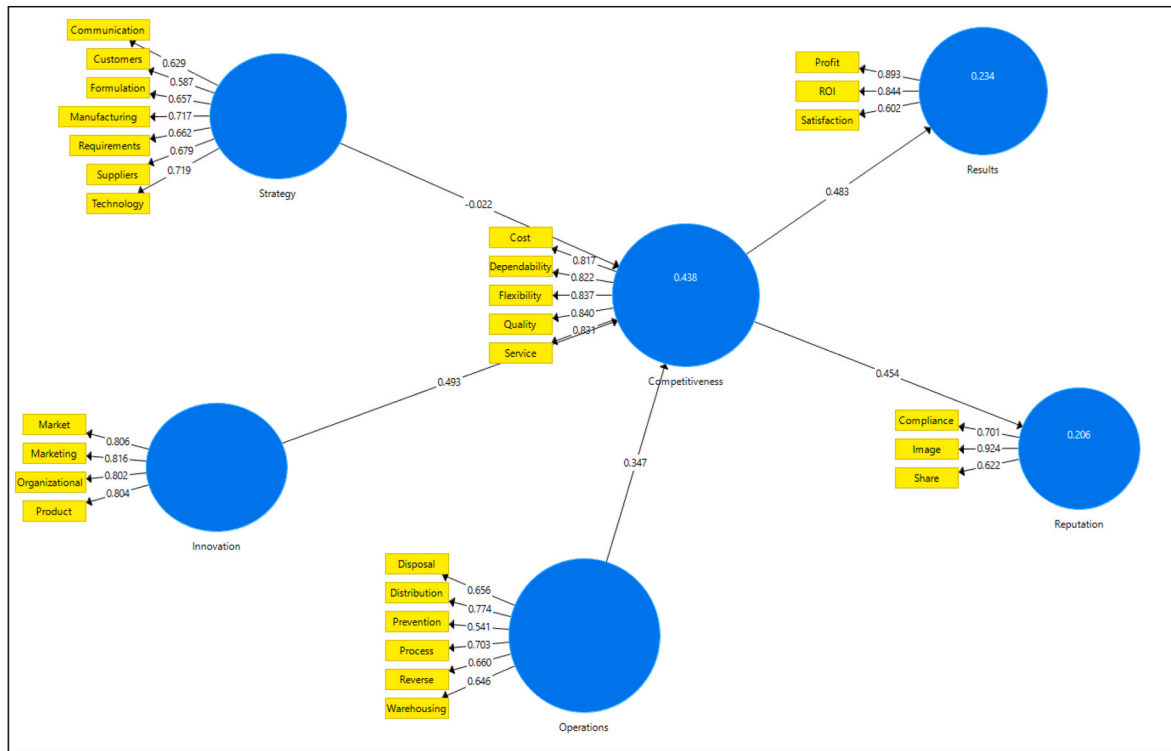 Communication
0.629
Customers
0.587
Formulation
0.657
Manufacturing
0.717
Requirements
0.662
Suppliers
0.679
Technology
0.719
Strategy
-0.022
Profit
0.893
0.234
ROI
0.844
Satisfaction
0.602
Results
0.483
Cost
0.817
Dependability
0.822
0.438
Flexibility
0.837
Quality
0.840
Service
0.831
Competitiveness
0.493
0.454
Market
0.806
Marketing
0.816
Organizational
0.802
Product
0.804
Innovation
0.347
Compliance
0.701
0.206
Image
0.924
Share
0.622
Reputation
Disposal
0.656
Distribution
0.774
Prevention
0.541
Process
0.703
Reverse
0.660
Warehousing
0.646
Operations